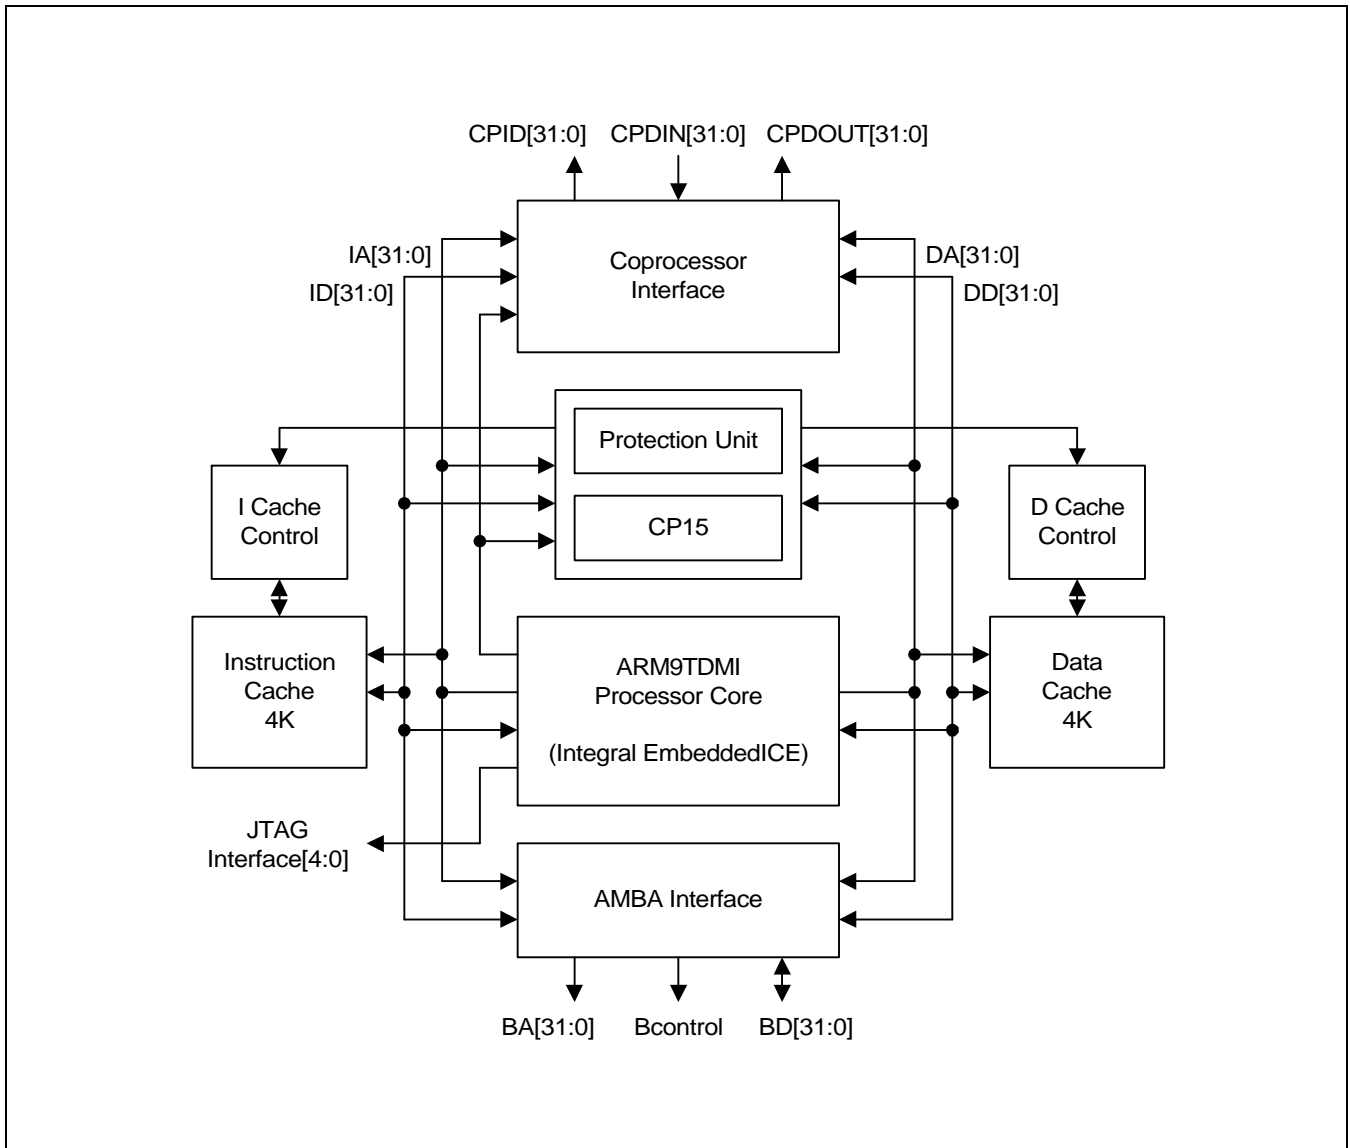 CPID[31:0] CPDIN[31:0] CPDOUT[31:0]
IA[31:0]
ID[31:0]
Coprocessor
Interface
DA[31:0]
DD[31:0]
Protection Unit
CP15
I Cache
Control
D Cache
Control
Instruction
Cache
4K
ARM9TDMI
Processor Core
(Integral EmbeddedICE)
Data
Cache
4K
JTAG
Interface[4:0]
AMBA Interface
BA[31:0] Bcontrol BD[31:0]